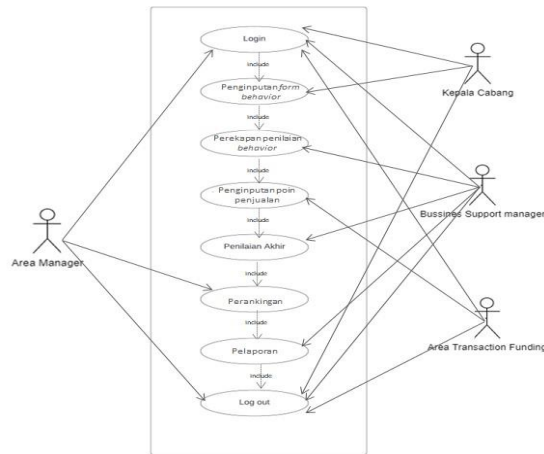 Login
include
Penginputan form
behavior
include
Perekapan penilaian
behavior
include
Penginputan poin
penjualan
include
Penilaian Akhir
include
Perankingan
include
Pelaporan
include
Log out
Area Manager
Kepala Cabang
Bussines Support manager
Area Transaction Funding